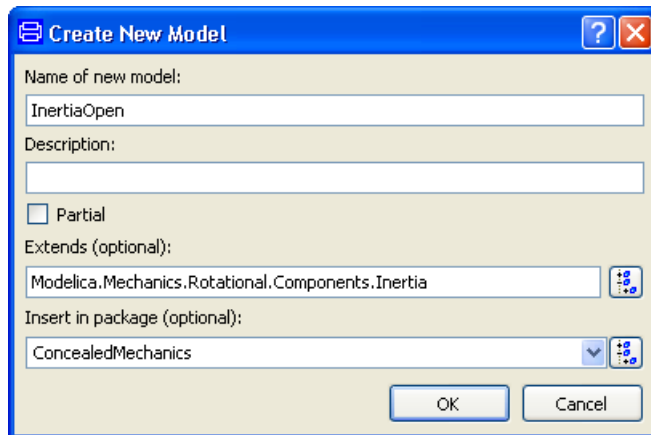 Create New Model
Name of new model:
InertiaOpen
Description:
Partial
Extends (optional):
Modelica.Mechanics.Rotational.Components.Inertia
Insert in package (optional):
ConcealedMechanics
OK Cancel